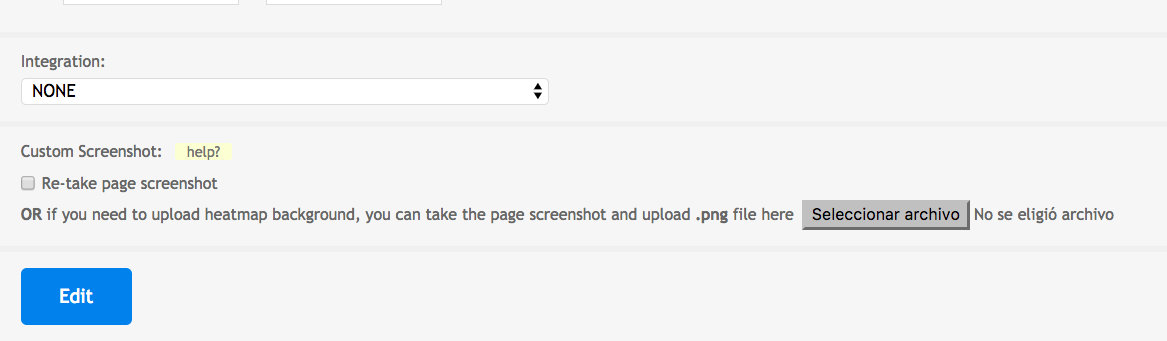 Integration:
NONE
Custom Screenshot: help?
Re-take page screenshot
OR if you need to upload heatmap background, you can take the page screenshot and upload .png file here Seleccionar archivo No se eligió archivo
Edit